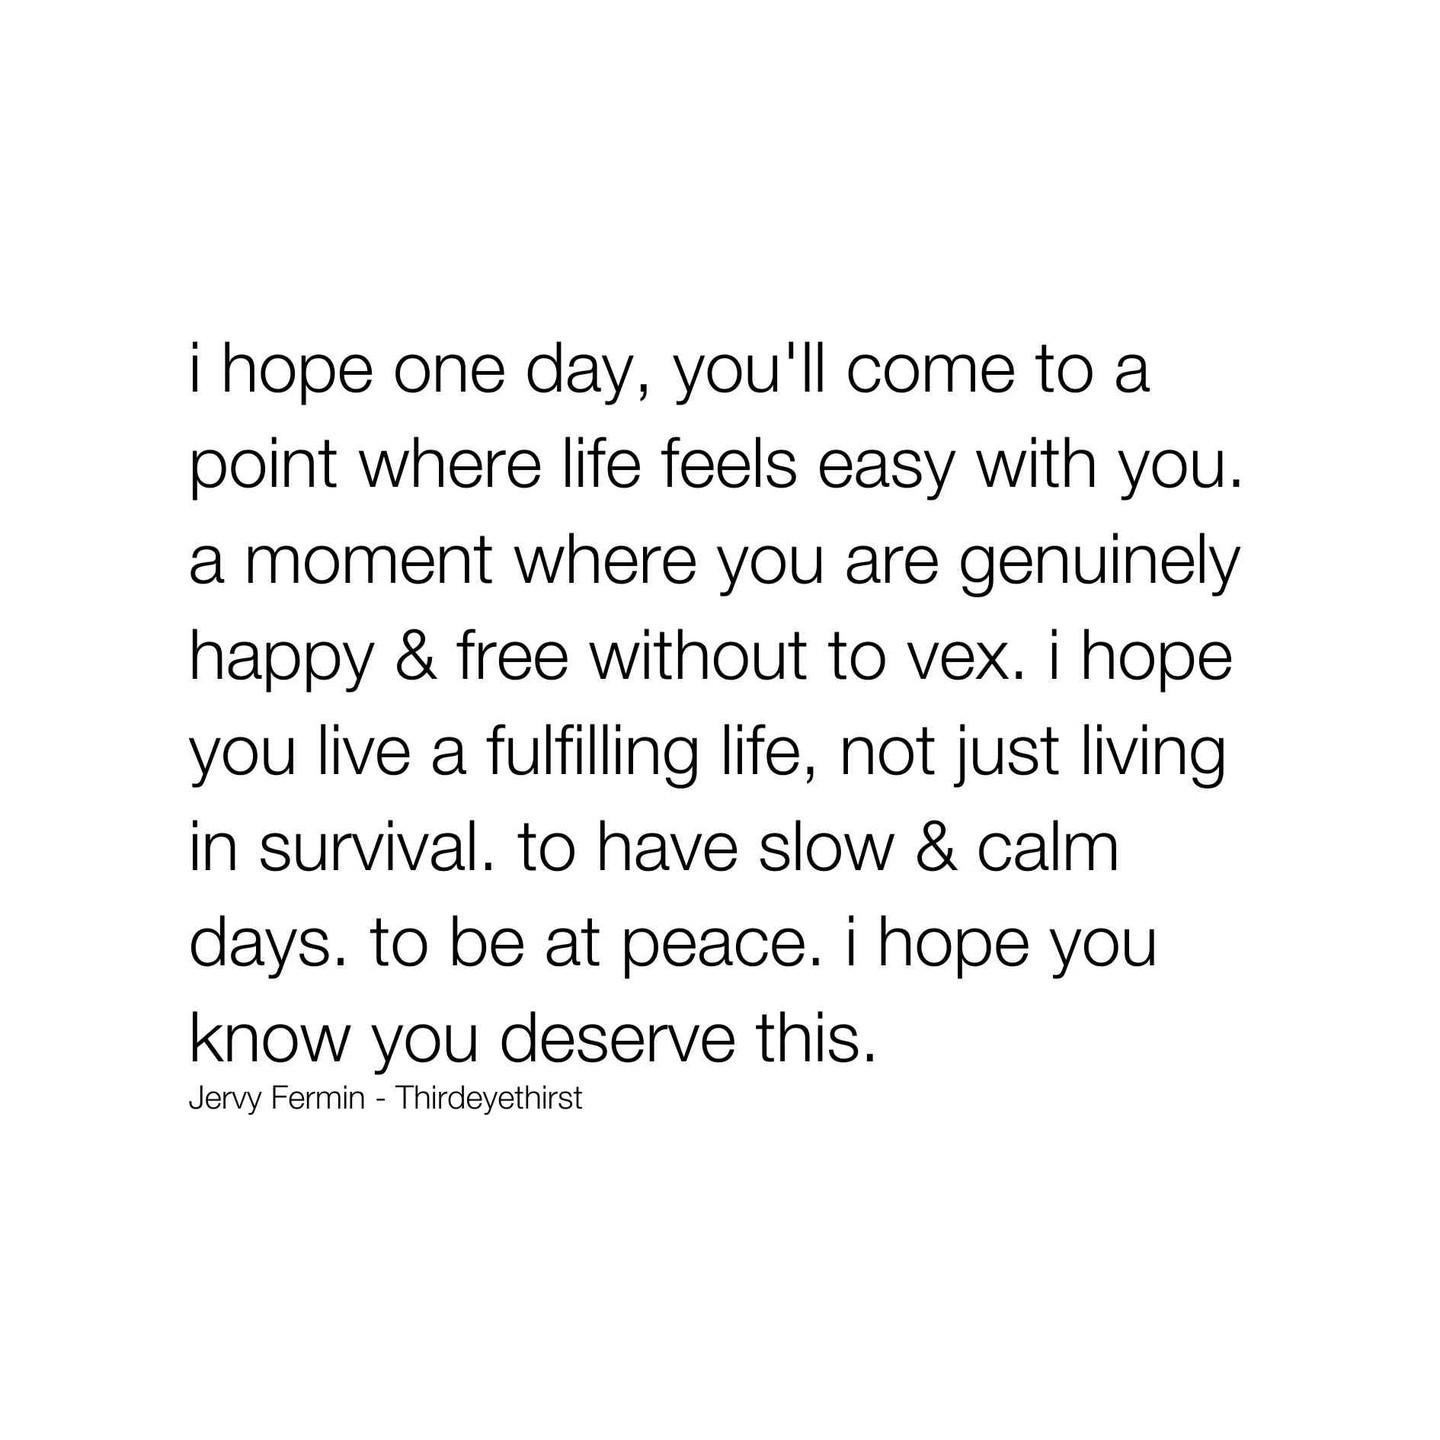 i hope one day, you'll come to a
point where life feels easy with you.
a moment where you are genuinely
happy & free without to vex. i hope
you live a fulfilling life, not just living
in survival. to have slow & calm
days. to be at peace. i hope you
know you deserve this.
Jervy Fermin - Thirdeyethirst